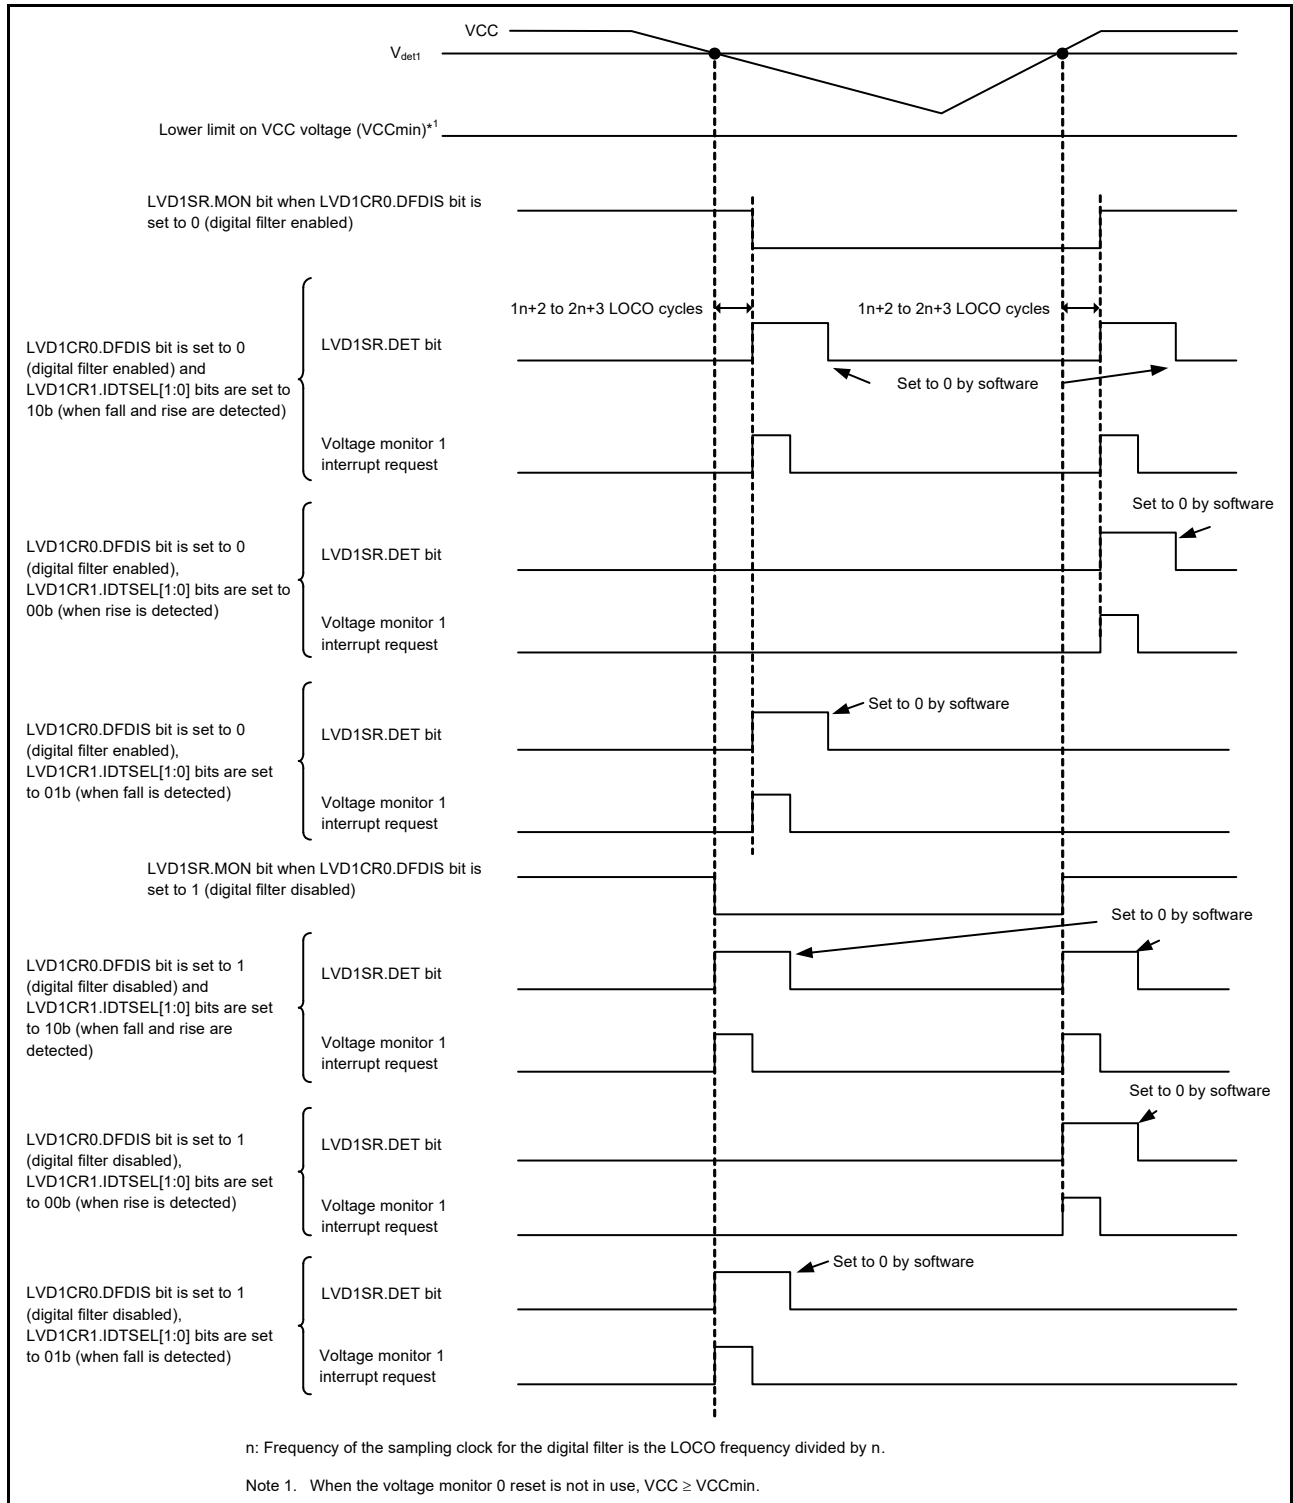 VCC
Vdet1
Lower limit on VCC voltage (VCCmin)*1
LVD1SR.MON bit when LVD1CR0.DFDIS bit is
set to 0 (digital filter enabled)
1n+2 to 2n+3 LOCO cycles
1n+2 to 2n+3 LOCO cycles
LVD1CR0.DFDIS bit is set to 0
(digital filter enabled) and
LVD1CR1.IDTSEL[1:0] bits are set to
10b (when fall and rise are detected)
LVD1SR.DET bit
Set to 0 by software
Voltage monitor 1
interrupt request
Set to 0 by software
LVD1CR0.DFDIS bit is set to 0
(digital filter enabled),
LVD1CR1.IDTSEL[1:0] bits are set to
00b (when rise is detected)
LVD1SR.DET bit
Voltage monitor 1
interrupt request
LVD1CR0.DFDIS bit is set to 0
(digital filter enabled),
LVD1CR1.IDTSEL[1:0] bits are set
to 01b (when fall is detected)
LVD1SR.DET bit
Set to 0 by software
Voltage monitor 1
interrupt request
LVD1SR.MON bit when LVD1CR0.DFDIS bit is
set to 1 (digital filter disabled)
Set to 0 by software
LVD1CR0.DFDIS bit is set to 1
(digital filter disabled) and
LVD1CR1.IDTSEL[1:0] bits are set
to 10b (when fall and rise are
detected)
LVD1SR.DET bit
Voltage monitor 1
interrupt request
Set to 0 by software
LVD1CR0.DFDIS bit is set to 1
(digital filter disabled),
LVD1CR1.IDTSEL[1:0] bits are set
to 00b (when rise is detected)
LVD1SR.DET bit
Voltage monitor 1
interrupt request
Set to 0 by software
LVD1CR0.DFDIS bit is set to 1
(digital filter disabled),
LVD1CR1.IDTSEL[1:0] bits are set
to 01b (when fall is detected)
LVD1SR.DET bit
Voltage monitor 1
interrupt request
n: Frequency of the sampling clock for the digital filter is the LOCO frequency divided by n.
Note 1. When the voltage monitor 0 reset is not in use, VCC ≥ VCCmin.